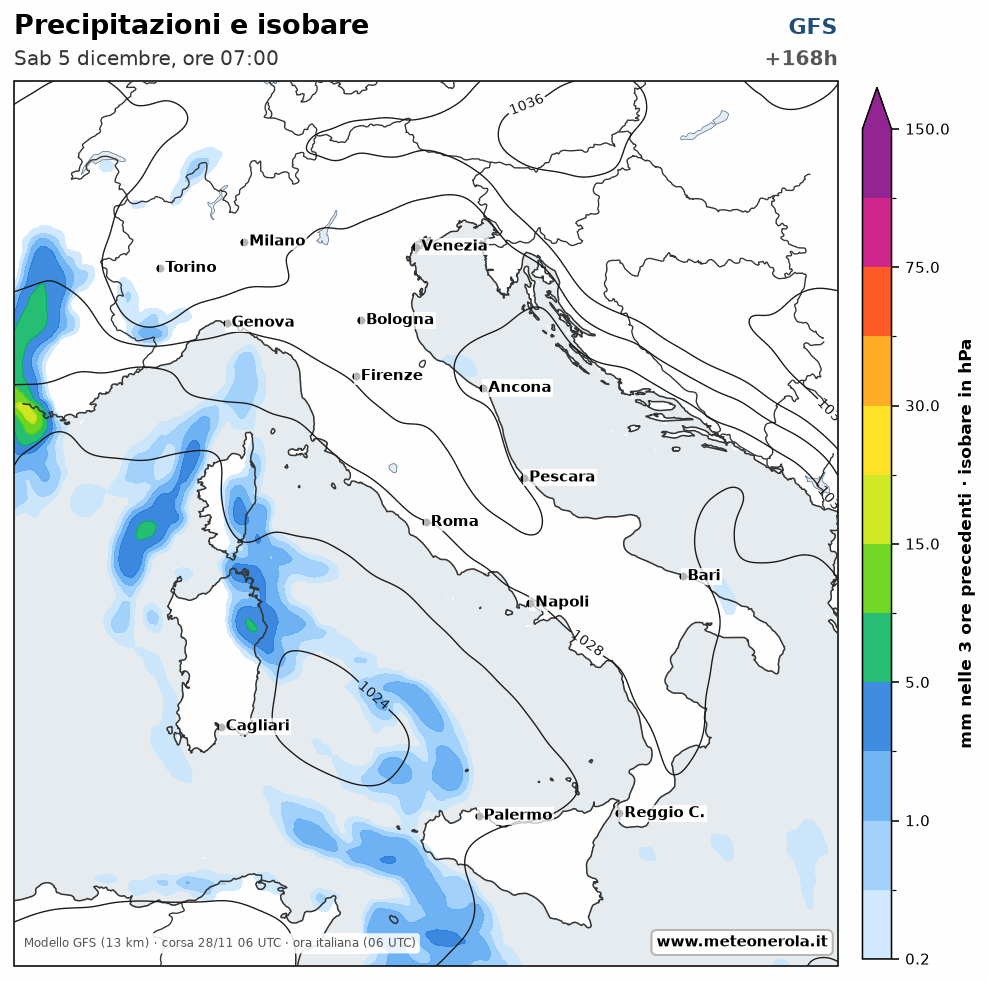 Precipitazioni e isobare
GFS
Sab 5 dicembre, ore 07:00
+168h
1036
150.0
Milano
Venezia
Torino
75.0
Genova
Bologna
Firenze
Ancona
30.0
Pescara
Roma
15.0
Bari
Napoli
1028
5.0
1024
Cagliari
Palermo
Reggio C.
1.0
Modello GFS (13 km) · corsa 28/11 06 UTC · ora italiana (06 UTC)
www.meteonerola.it
0.2
mm nelle 3 ore precedenti · isobare in hPa